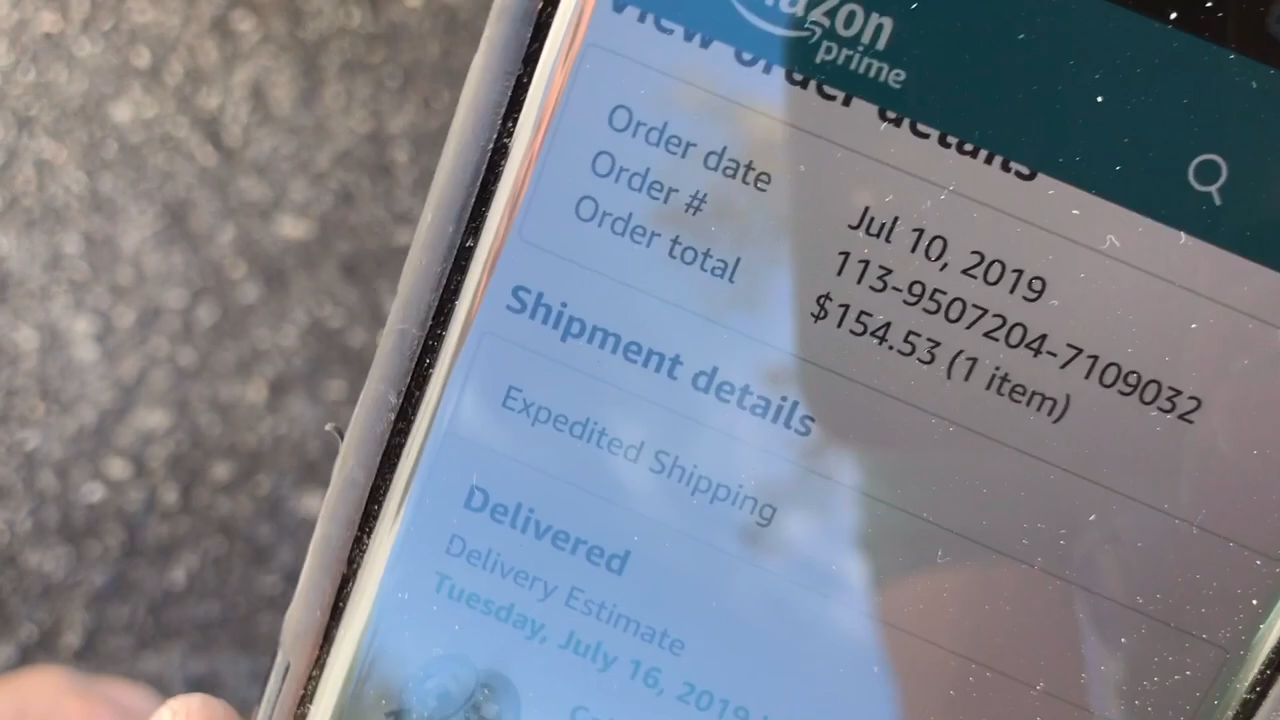 amazon
prime
View order details
Order date Jul 10, 2019
Order # 113-9507204-7109032
Order total $154.53 (1 item)
Shipment details
Expedited Shipping
Delivered
Delivery Estimate
Tuesday, July 16, 2019